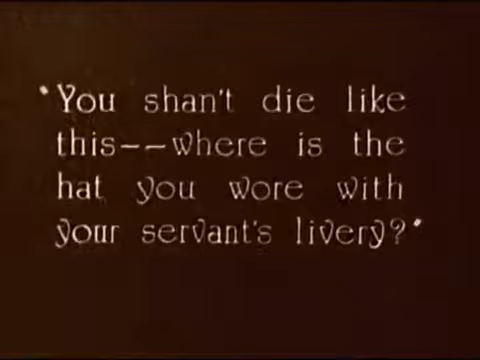 "You shan't die like
this--where is the
hat you wore with
your servant's livery?"